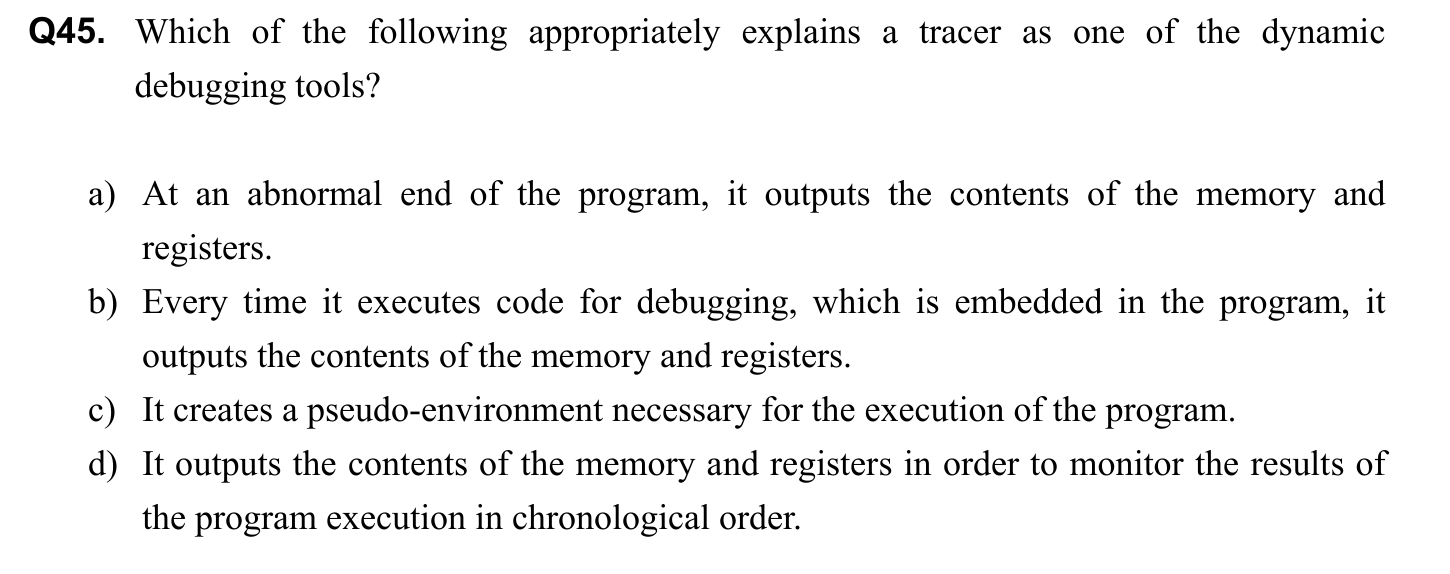 Q45. Which of the following appropriately explains a tracer as one of the dynamic
debugging tools?
a) At an abnormal end of the program, it outputs the contents of the memory and
registers.
b) Every time it executes code for debugging, which is embedded in the program, it
outputs the contents of the memory and registers.
c) It creates a pseudo-environment necessary for the execution of the program.
d) It outputs the contents of the memory and registers in order to monitor the results of
the program execution in chronological order.